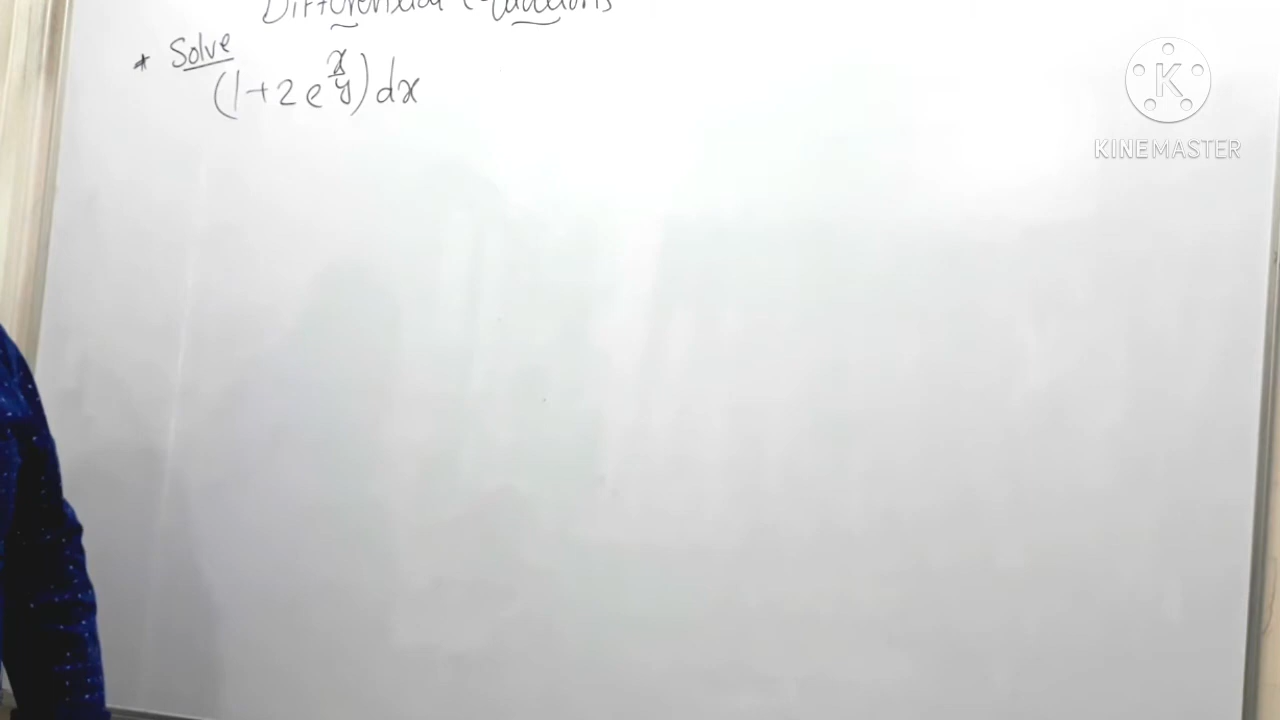 Differential Equations
* Solve
(1+2e^{x/y})dx
K
KINEMASTER